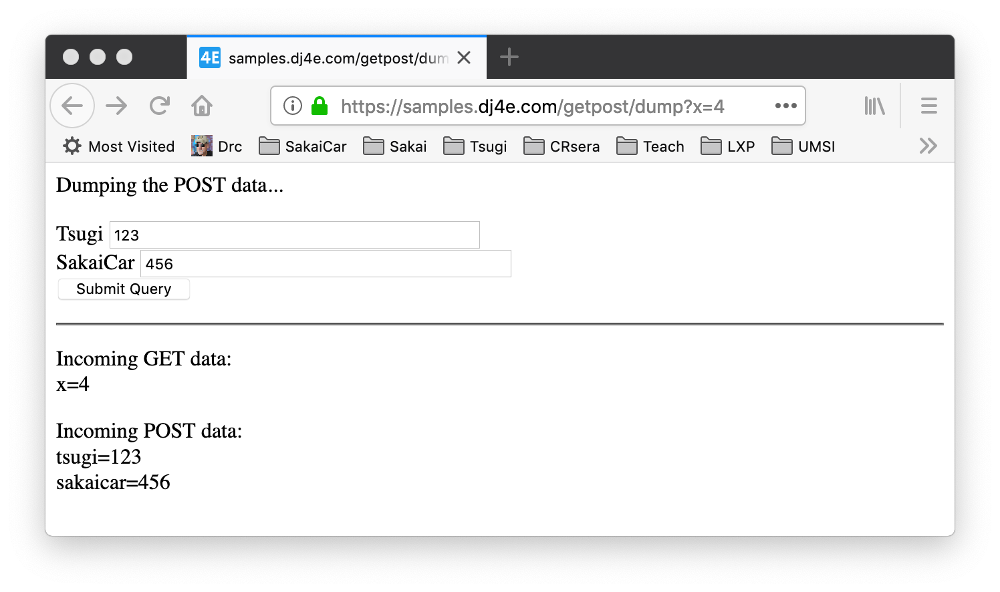 4E samples.dj4e.com/getpost/dum
https://samples.dj4e.com/getpost/dump?x=4
Most Visited Drc SakaiCar Sakai Tsugi CRsera Teach LXP UMSI
Dumping the POST data...
Tsugi 123
SakaiCar 456
Submit Query
Incoming GET data:
x=4
Incoming POST data:
tsugi=123
sakaicar=456